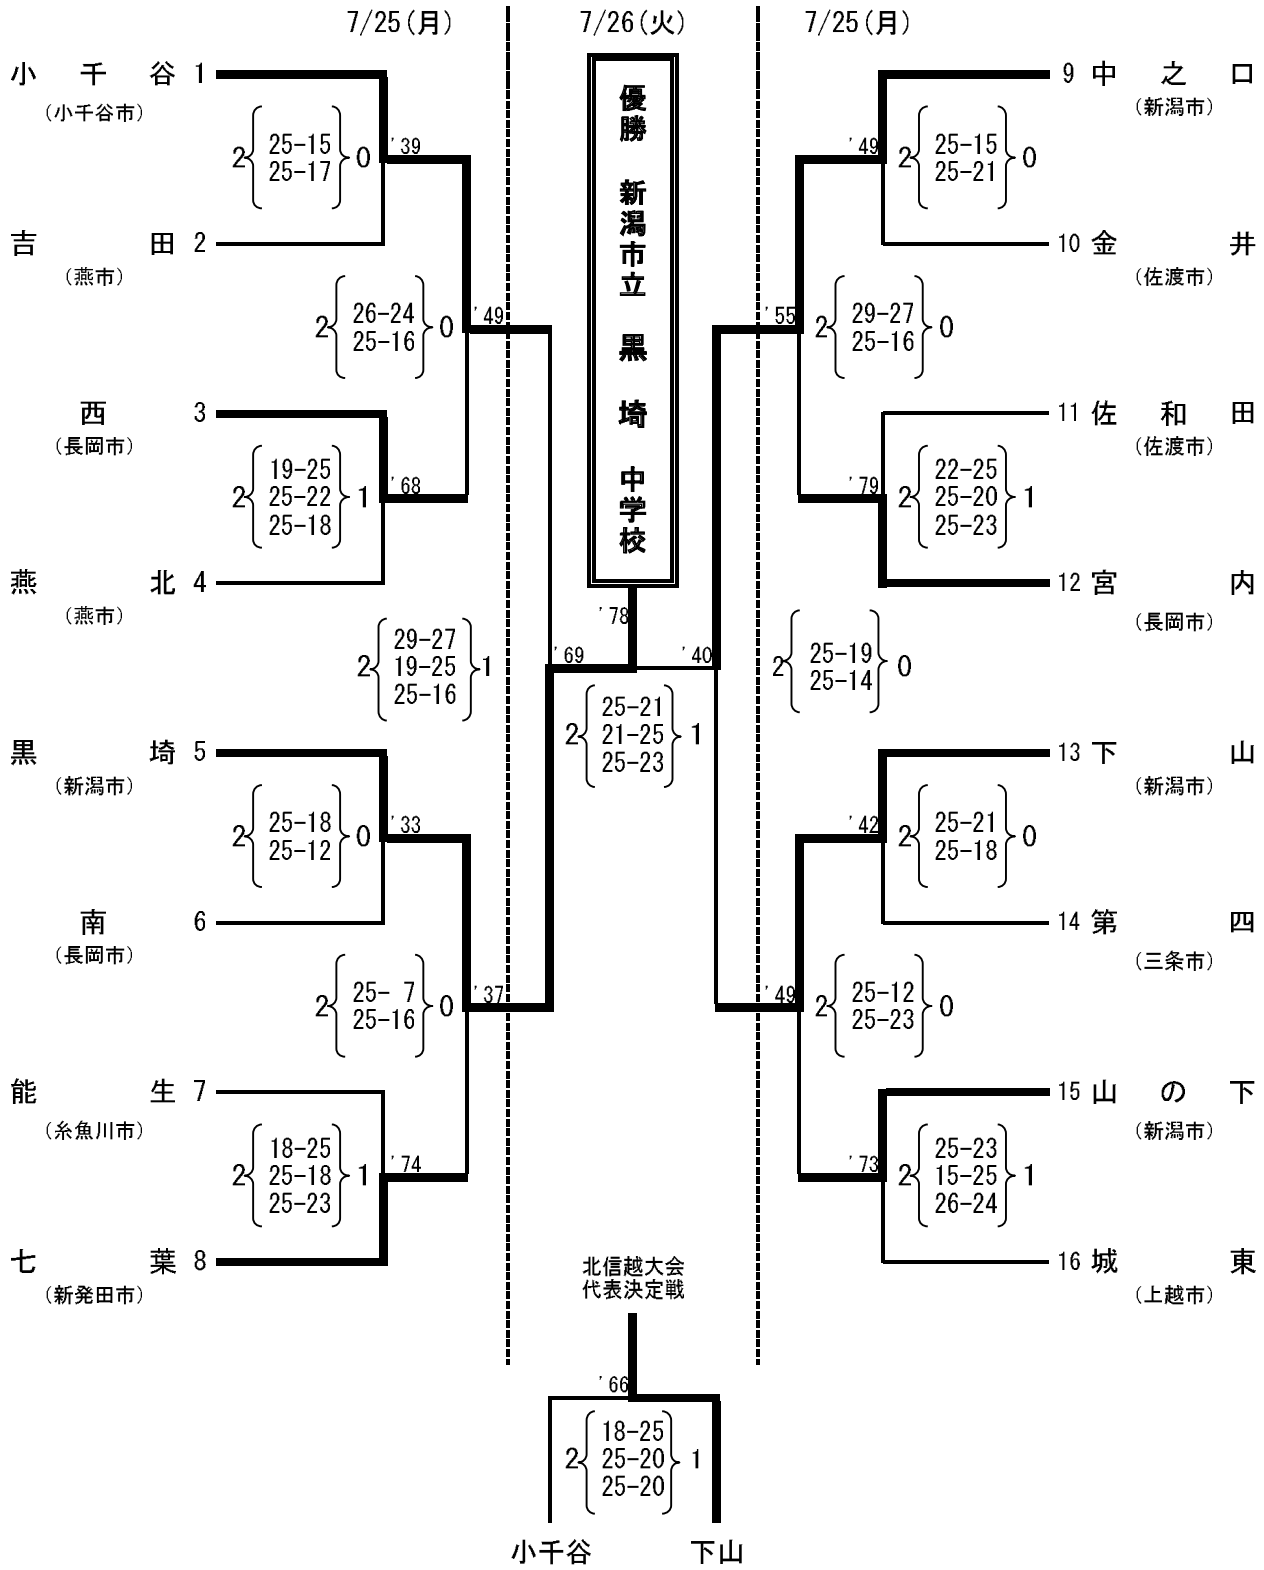 7/25(月)
7/26(火)
7/25(月)
優勝 新潟市立 黒埼 中学校
小千谷 1
(小千谷市)
2 25-15 0
25-17
'39
吉田 2
(燕市)
2 26-24 0
25-16
'49
西 3
(長岡市)
19-25
2 25-22 1
25-18
'68
燕北 4
(燕市)
29-27
2 19-25 1
25-16
'69
黒埼 5
(新潟市)
2 25-18 0
25-12
'33
南 6
(長岡市)
2 25- 7 0
25-16
'37
能生 7
(糸魚川市)
18-25
2 25-18 1
25-23
'74
七葉 8
(新発田市)
'78
25-21
2 21-25 1
25-23
9 中之口
(新潟市)
'49
2 25-15 0
25-21
10 金井
(佐渡市)
'55
2 29-27 0
25-16
11 佐和田
(佐渡市)
'79
22-25
2 25-20 1
25-23
12 宮内
(長岡市)
'40
2 25-19 0
25-14
13 下山
(新潟市)
'42
2 25-21 0
25-18
14 第四
(三条市)
'49
2 25-12 0
25-23
15 山の下
(新潟市)
'73
25-23
2 15-25 1
26-24
16 城東
(上越市)
北信越大会
代表決定戦
'66
18-25
2 25-20 1
25-20
小千谷 下山